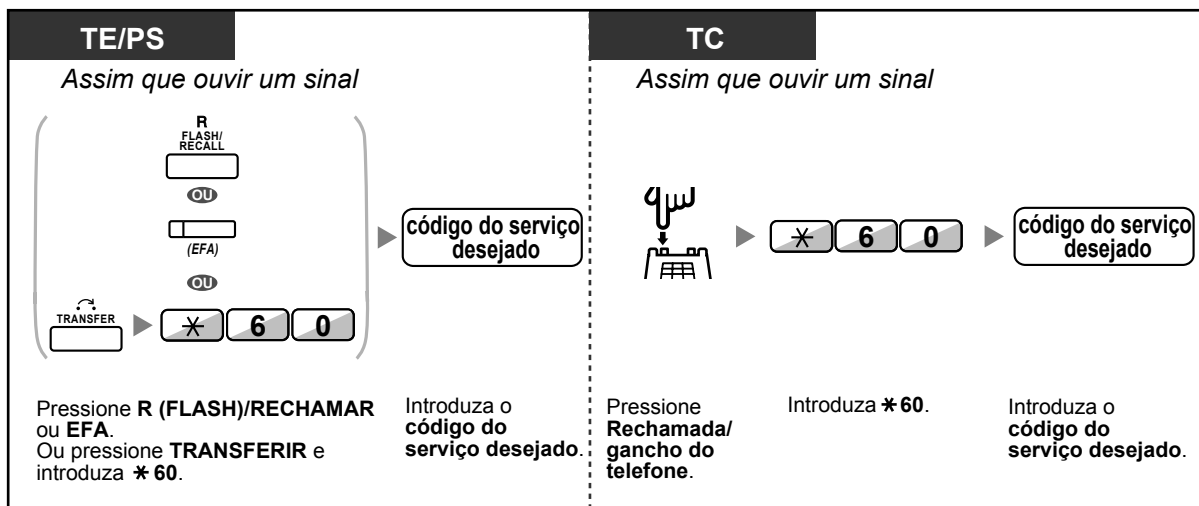 TE/PS
Assim que ouvir um sinal
R
FLASH/
RECALL
OU
(EFA)
OU
TRANSFER
* 6 0
código do serviço
desejado
Pressione R (FLASH)/RECHAMAR
ou EFA.
Ou pressione TRANSFERIR e
introduza * 60.
Introduza o
código do
serviço desejado.
TC
Assim que ouvir um sinal
* 6 0
código do serviço
desejado
Pressione
Rechamada/
gancho do
telefone.
Introduza * 60.
Introduza o
código do
serviço desejado.